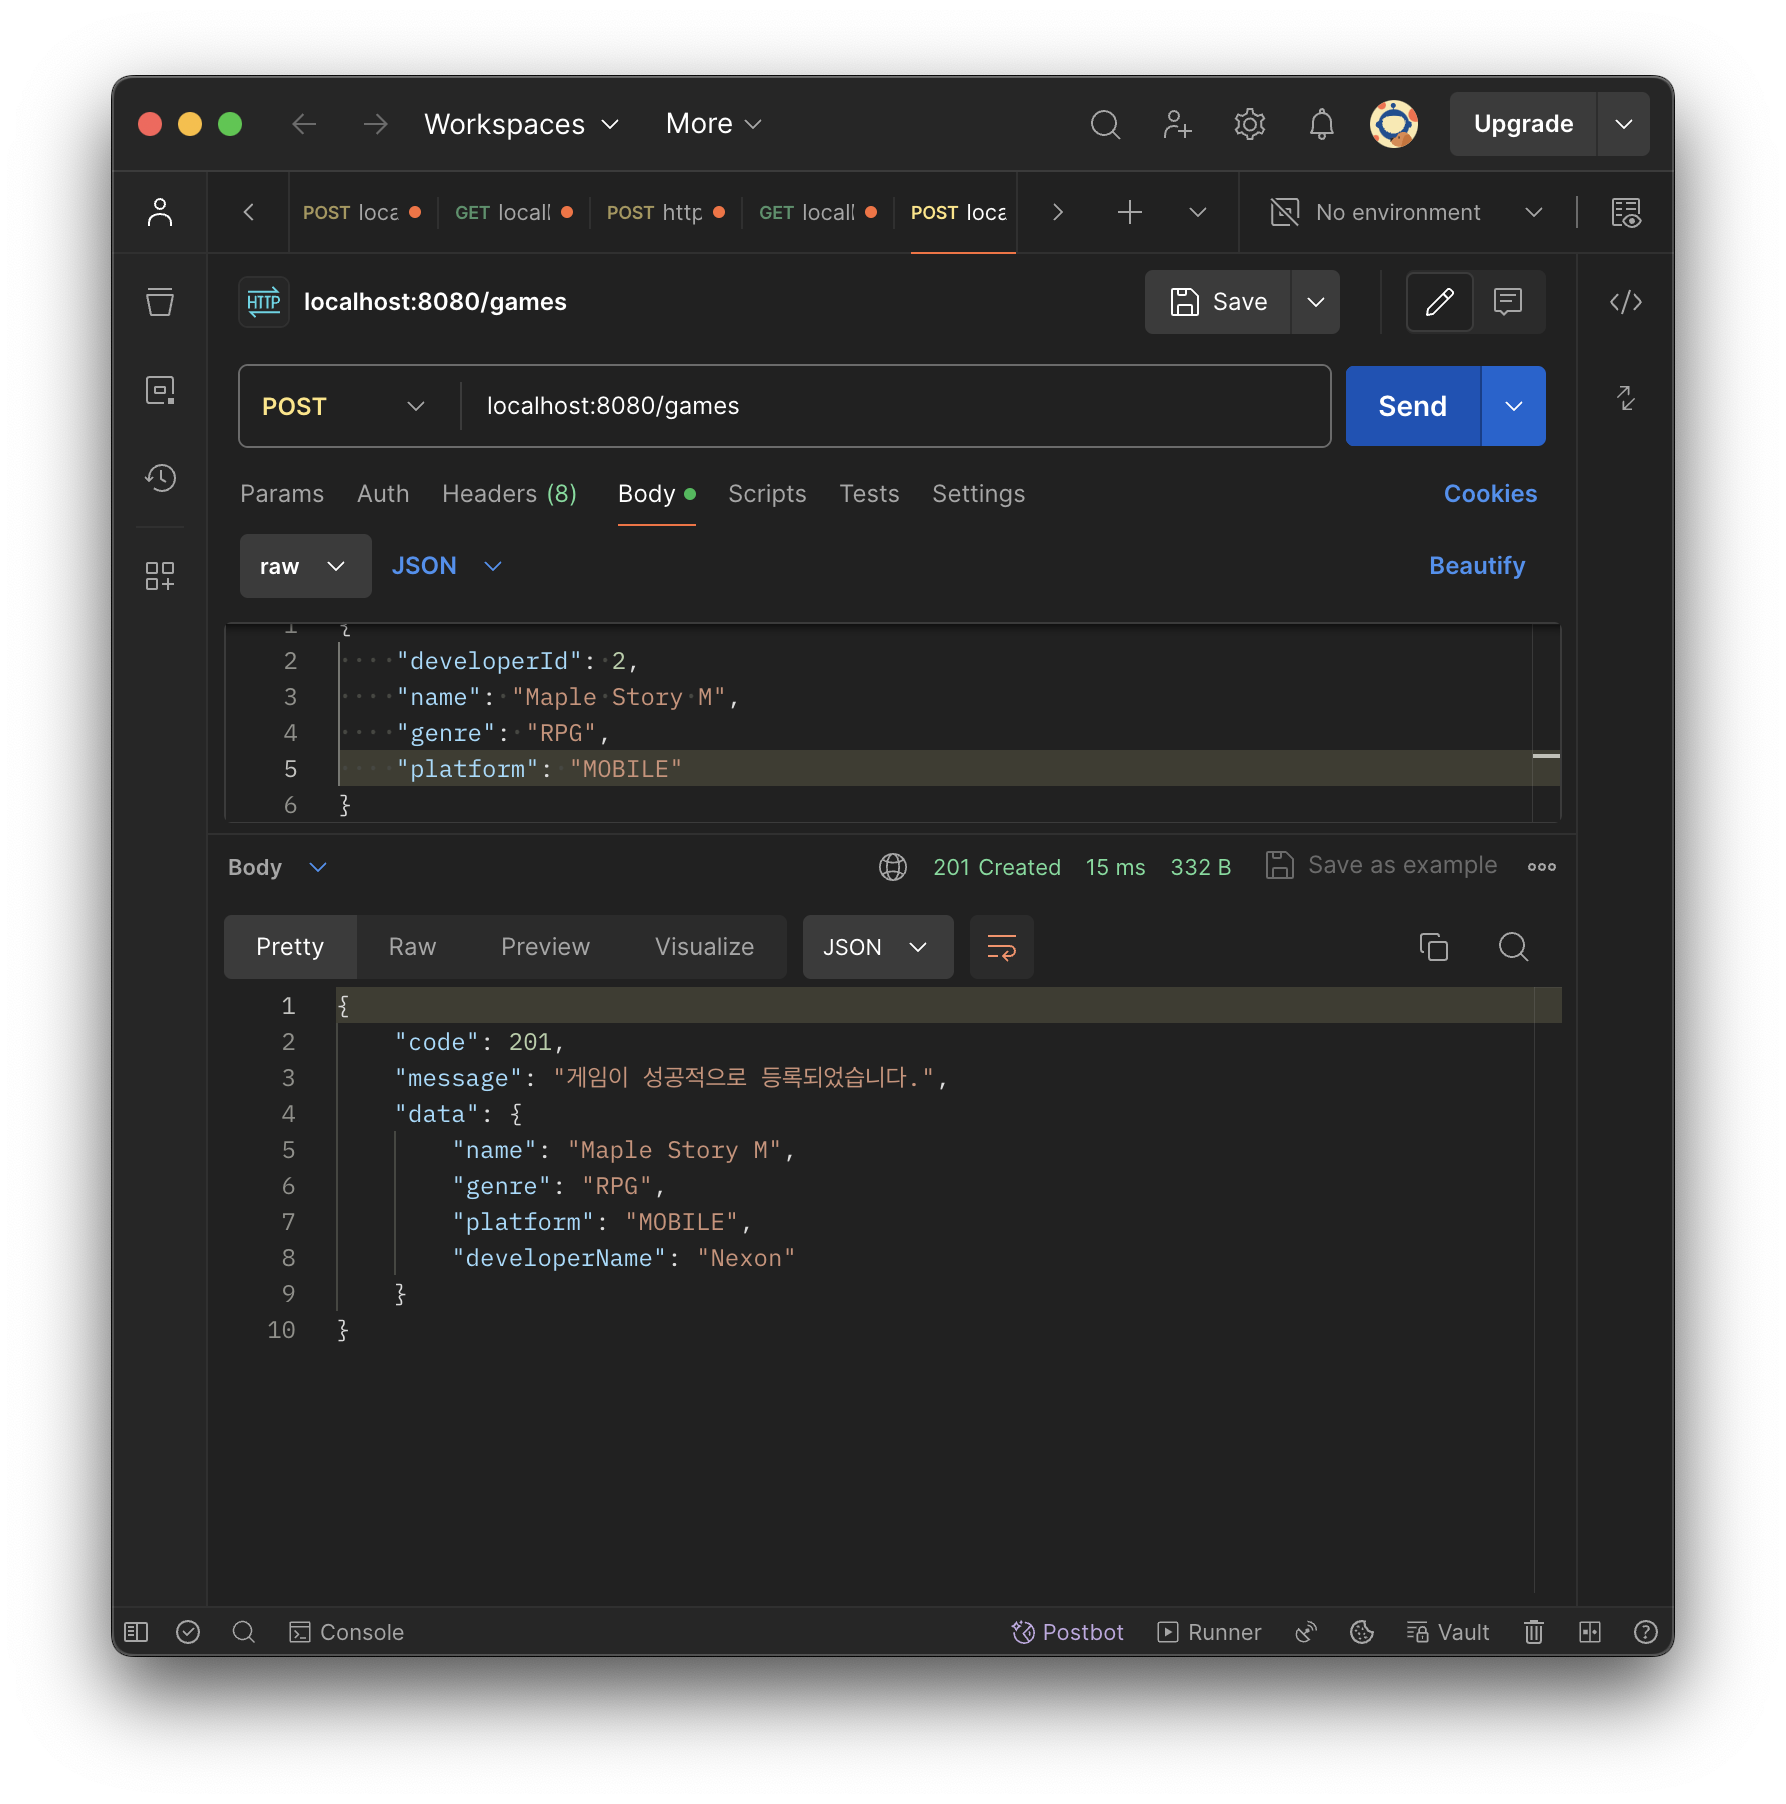 Workspaces More Upgrade
POST loca GET locall POST http GET locall POST loca No environment
HTTP localhost:8080/games Save
POST localhost:8080/games Send
Params Auth Headers (8) Body Scripts Tests Settings Cookies
raw JSON Beautify
1 {
2 "developerId": 2,
3 "name": "Maple Story M",
4 "genre": "RPG",
5 "platform": "MOBILE"
6 }
Body 201 Created 15 ms 332 B Save as example
Pretty Raw Preview Visualize JSON
1 {
2 "code": 201,
3 "message": "게임이 성공적으로 등록되었습니다.",
4 "data": {
5 "name": "Maple Story M",
6 "genre": "RPG",
7 "platform": "MOBILE",
8 "developerName": "Nexon"
9 }
10 }
Console Postbot Runner Vault